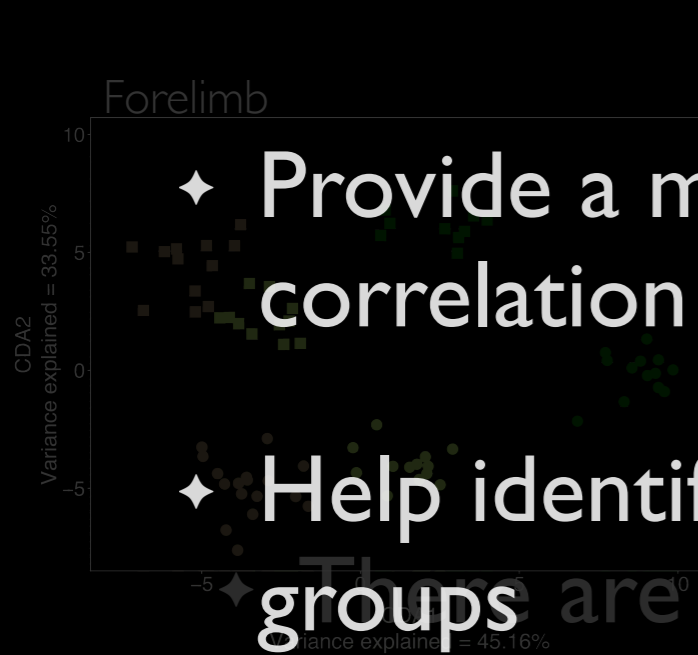 Forelimb
10
✦ Provide a m
5
correlation
CDA2
Variance explained = 33.55%
0
−5
✦ Help identif
−5
5
10
✦ There are
groups
Variance explained = 45.16%